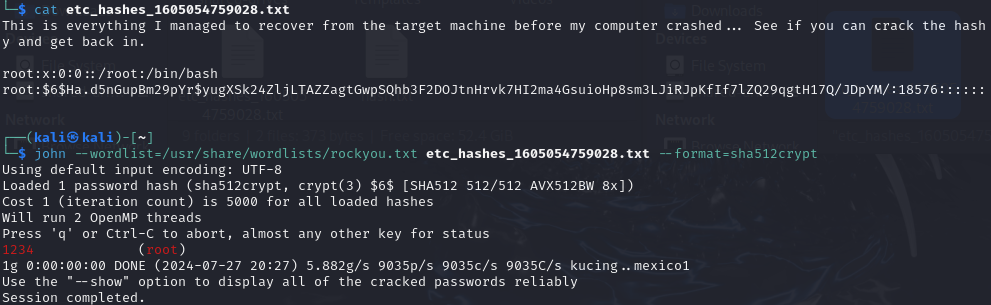 └─$ cat etc_hashes_1605054759028.txt
This is everything I managed to recover from the target machine before my computer crashed... See if you can crack the hash
y and get back in.
root:x:0:0::/root:/bin/bash
root:$6$Ha.d5nGupBm29pYr$yugXSk24ZljLTAZZagtGwpSQhb3F2DOJtnHrvk7HI2ma4GsuioHp8sm3LJiRJpKfIf7lZQ29qgtH17Q/JDpYM/:18576::::::
┌──(kali㉿kali)-[~]
└─$ john --wordlist=/usr/share/wordlists/rockyou.txt etc_hashes_1605054759028.txt --format=sha512crypt
Using default input encoding: UTF-8
Loaded 1 password hash (sha512crypt, crypt(3) $6$ [SHA512 512/512 AVX512BW 8x])
Cost 1 (iteration count) is 5000 for all loaded hashes
Will run 2 OpenMP threads
Press 'q' or Ctrl-C to abort, almost any other key for status
1234 (root)
1g 0:00:00:00 DONE (2024-07-27 20:27) 5.882g/s 9035p/s 9035c/s 9035C/s kucing..mexico1
Use the "--show" option to display all of the cracked passwords reliably
Session completed.